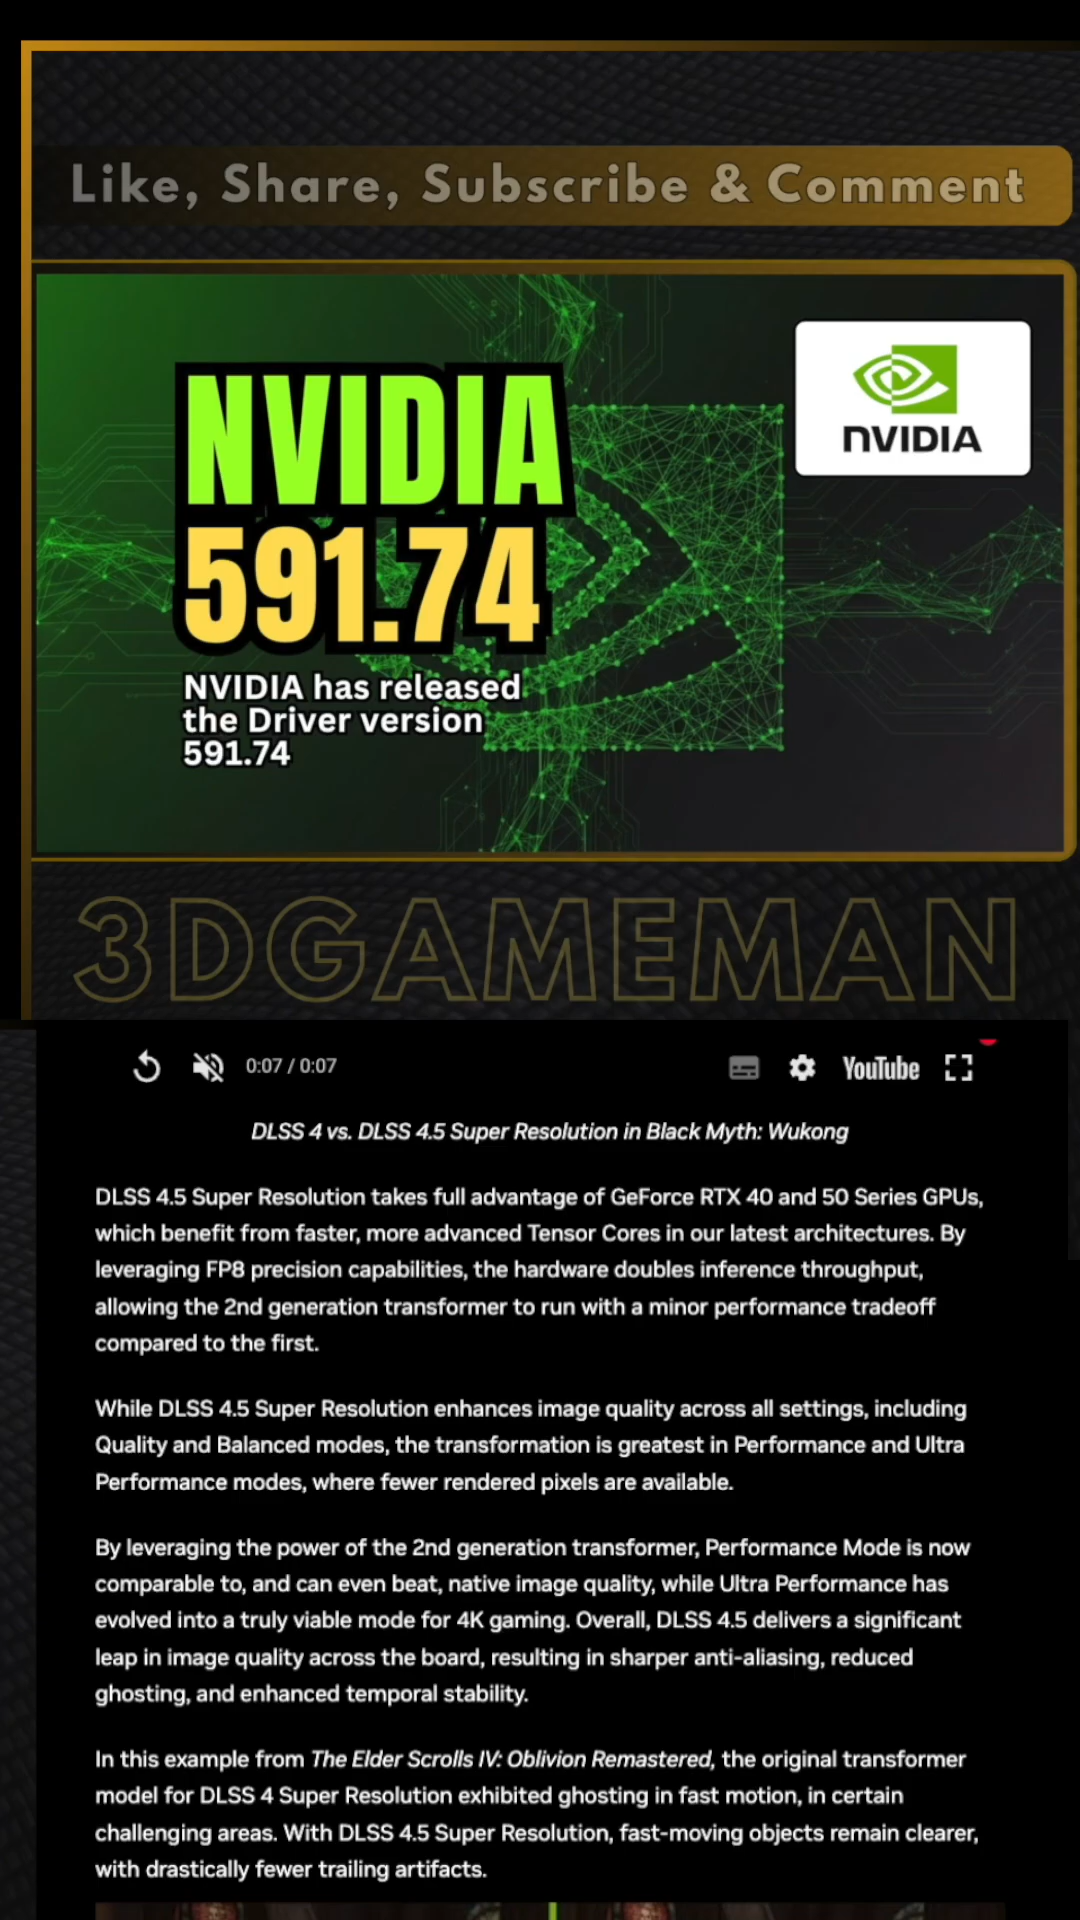 Like, Share, Subscribe & Comment
NVIDIA
591.74
NVIDIA has released
the Driver version
591.74
NVIDIA
3DGAMEMAN
0:07 / 0:07
YouTube
DLSS 4 vs. DLSS 4.5 Super Resolution in Black Myth: Wukong
DLSS 4.5 Super Resolution takes full advantage of GeForce RTX 40 and 50 Series GPUs,
which benefit from faster, more advanced Tensor Cores in our latest architectures. By
leveraging FP8 precision capabilities, the hardware doubles inference throughput,
allowing the 2nd generation transformer to run with a minor performance tradeoff
compared to the first.
While DLSS 4.5 Super Resolution enhances image quality across all settings, including
Quality and Balanced modes, the transformation is greatest in Performance and Ultra
Performance modes, where fewer rendered pixels are available.
By leveraging the power of the 2nd generation transformer, Performance Mode is now
comparable to, and can even beat, native image quality, while Ultra Performance has
evolved into a truly viable mode for 4K gaming. Overall, DLSS 4.5 delivers a significant
leap in image quality across the board, resulting in sharper anti-aliasing, reduced
ghosting, and enhanced temporal stability.
In this example from The Elder Scrolls IV: Oblivion Remastered, the original transformer
model for DLSS 4 Super Resolution exhibited ghosting in fast motion, in certain
challenging areas. With DLSS 4.5 Super Resolution, fast-moving objects remain clearer,
with drastically fewer trailing artifacts.